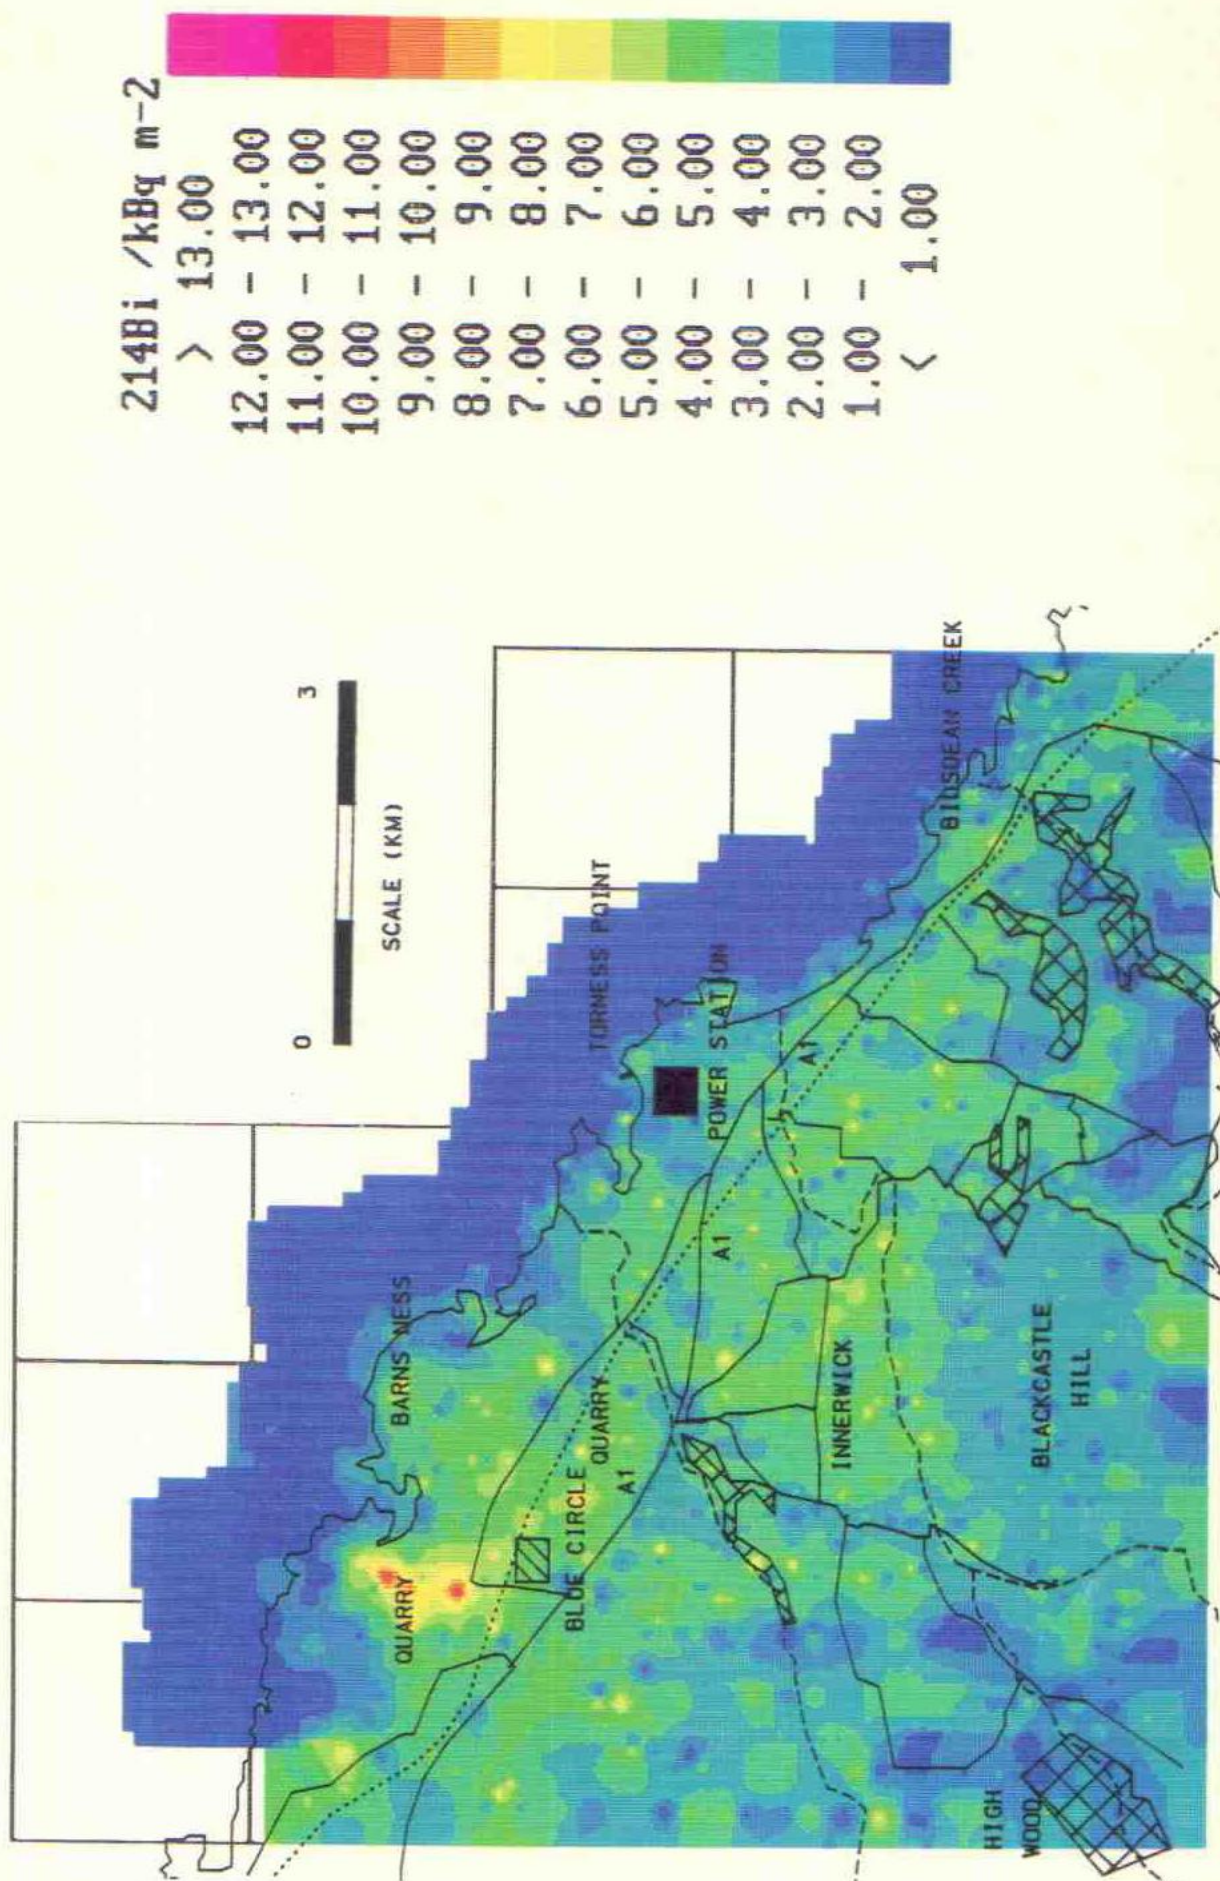 214Bi /kBq m-2
> 13.00
12.00 - 13.00
11.00 - 12.00
10.00 - 11.00
9.00 - 10.00
8.00 - 9.00
7.00 - 8.00
6.00 - 7.00
5.00 - 6.00
4.00 - 5.00
3.00 - 4.00
2.00 - 3.00
1.00 - 2.00
< 1.00
0 3
SCALE (KM)
BARNS NESS
QUARRY
BLUE CIRCLE
QUARRY
A1
TORNESS POINT
POWER STATION
A1
A1
INNERWICK
BLACKCASTLE
HILL
HIGH
WOOD
BILSDEAN CREEK